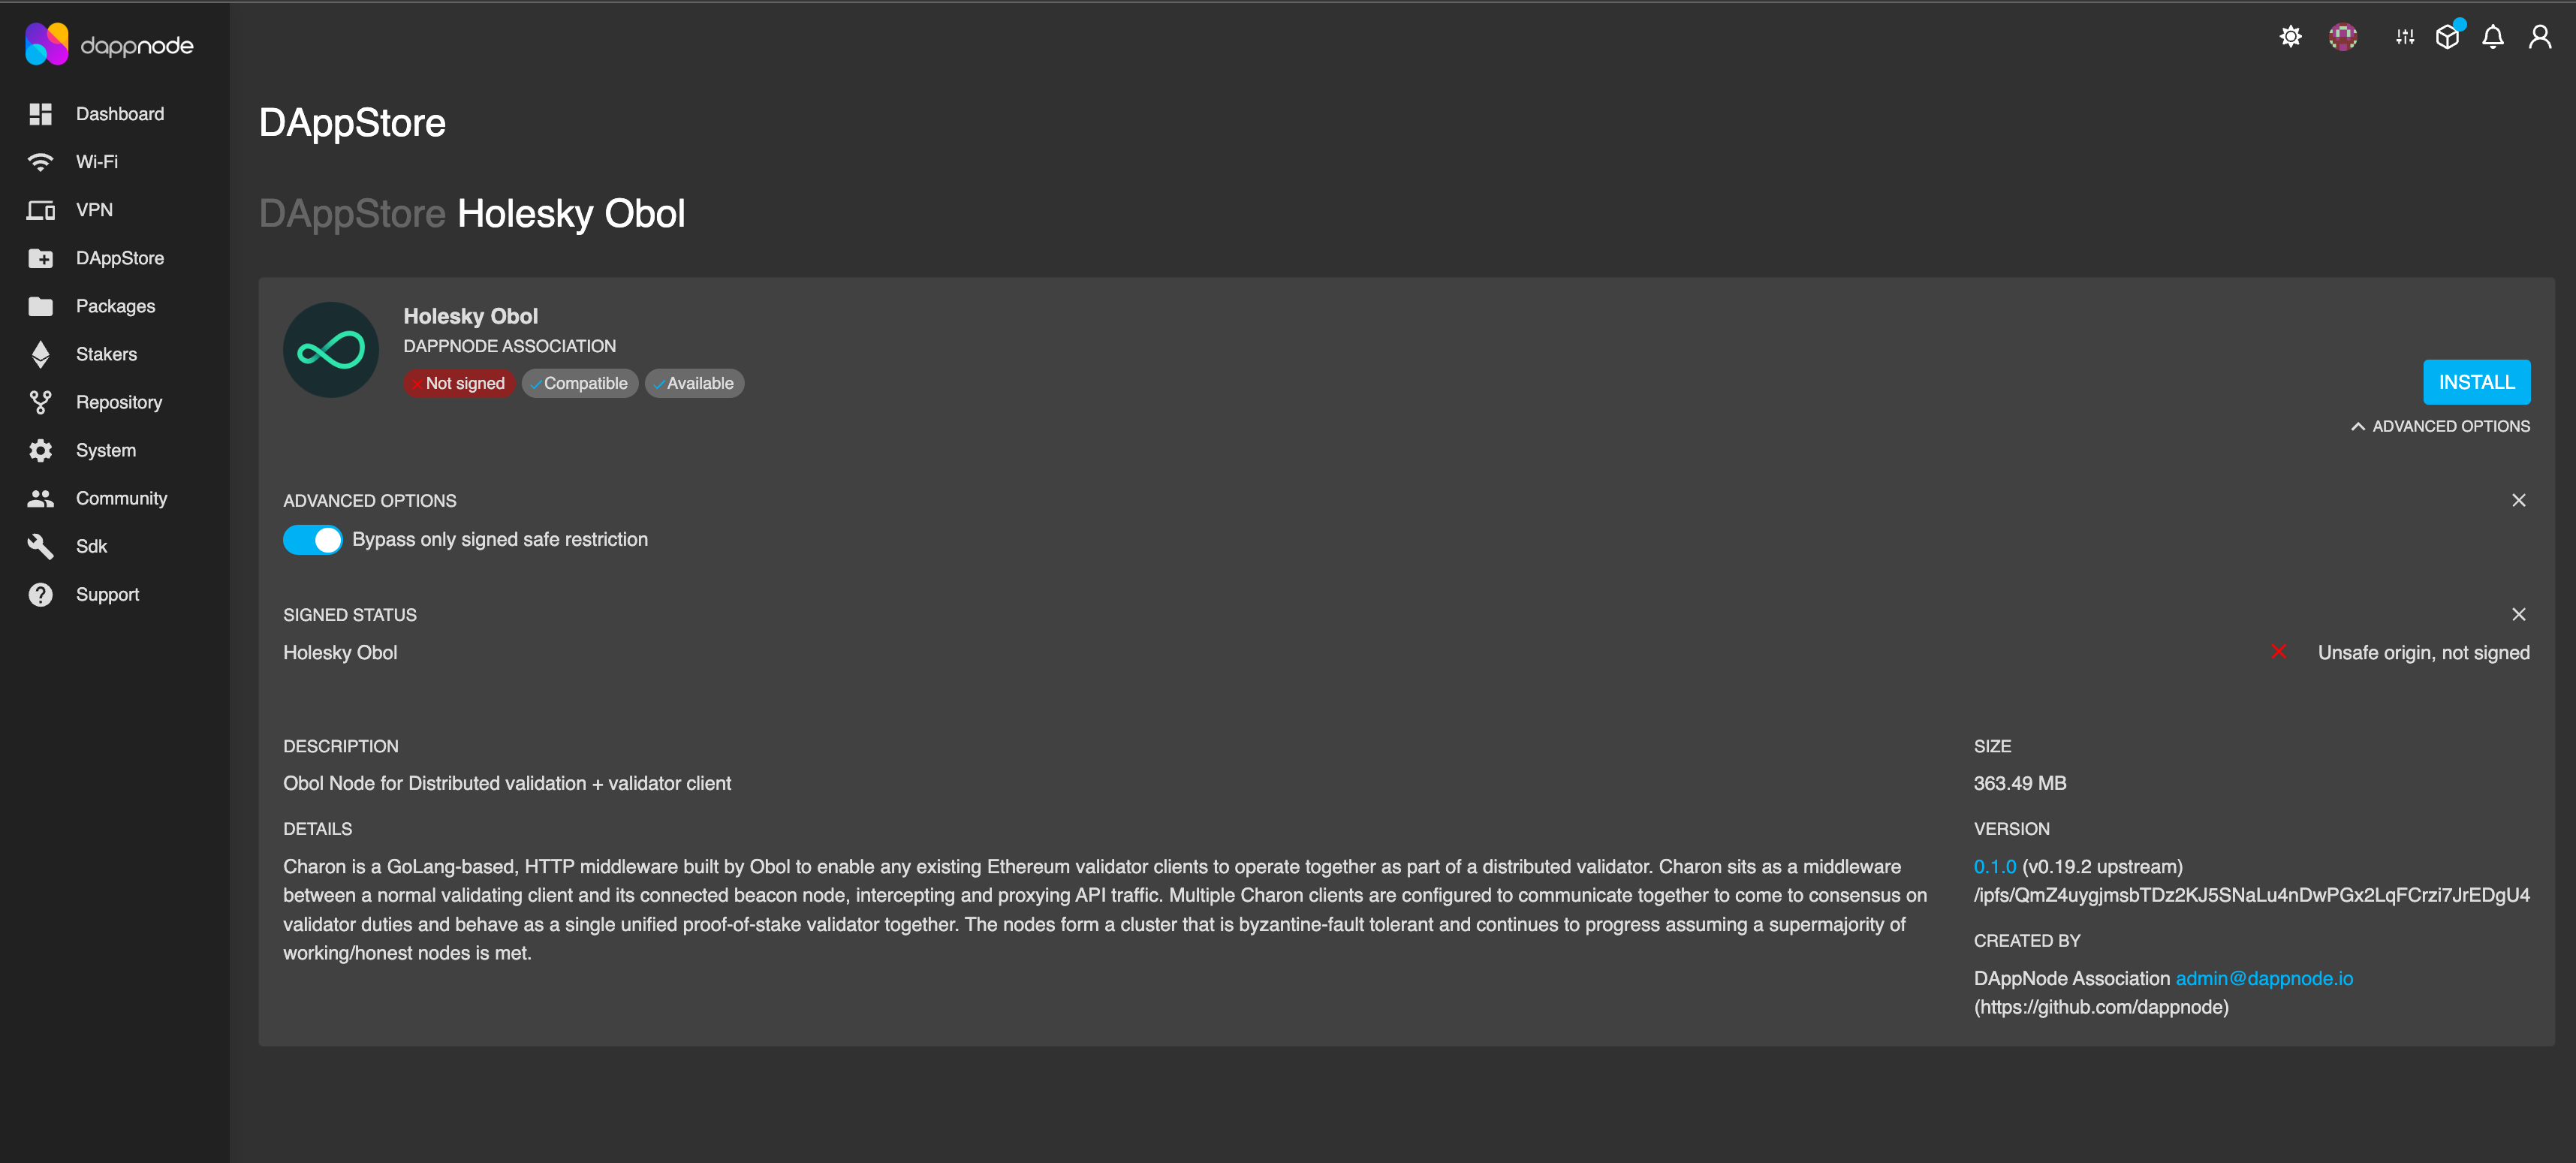 dappnode
Dashboard
Wi-Fi
VPN
DAppStore
Packages
Stakers
Repository
System
Community
Sdk
Support
DAppStore
DAppStore Holesky Obol
Holesky Obol
DAPPNODE ASSOCIATION
Not signed Compatible Available
INSTALL
ADVANCED OPTIONS
ADVANCED OPTIONS
Bypass only signed safe restriction
SIGNED STATUS
Holesky Obol
Unsafe origin, not signed
DESCRIPTION
Obol Node for Distributed validation + validator client
DETAILS
Charon is a GoLang-based, HTTP middleware built by Obol to enable any existing Ethereum validator clients to operate together as part of a distributed validator. Charon sits as a middleware
between a normal validating client and its connected beacon node, intercepting and proxying API traffic. Multiple Charon clients are configured to communicate together to come to consensus on
validator duties and behave as a single unified proof-of-stake validator together. The nodes form a cluster that is byzantine-fault tolerant and continues to progress assuming a supermajority of
working/honest nodes is met.
SIZE
363.49 MB
VERSION
0.1.0 (v0.19.2 upstream)
/ipfs/QmZ4uygjmsbTDz2KJ5SNaLu4nDwPGx2LqFCrzi7JrEDgU4
CREATED BY
DAppNode Association admin@dappnode.io
(https://github.com/dappnode)